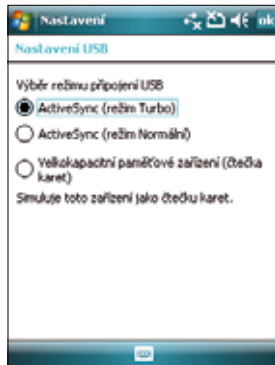 Nastavení ok
Nastavení USB
Výběr režimu připojení USB
ActiveSync (režim Turbo)
ActiveSync (režim Normální)
Velkokapacitní paměťové zařízení (čtečka
karet)
Simuluje toto zařízení jako čtečku karet.